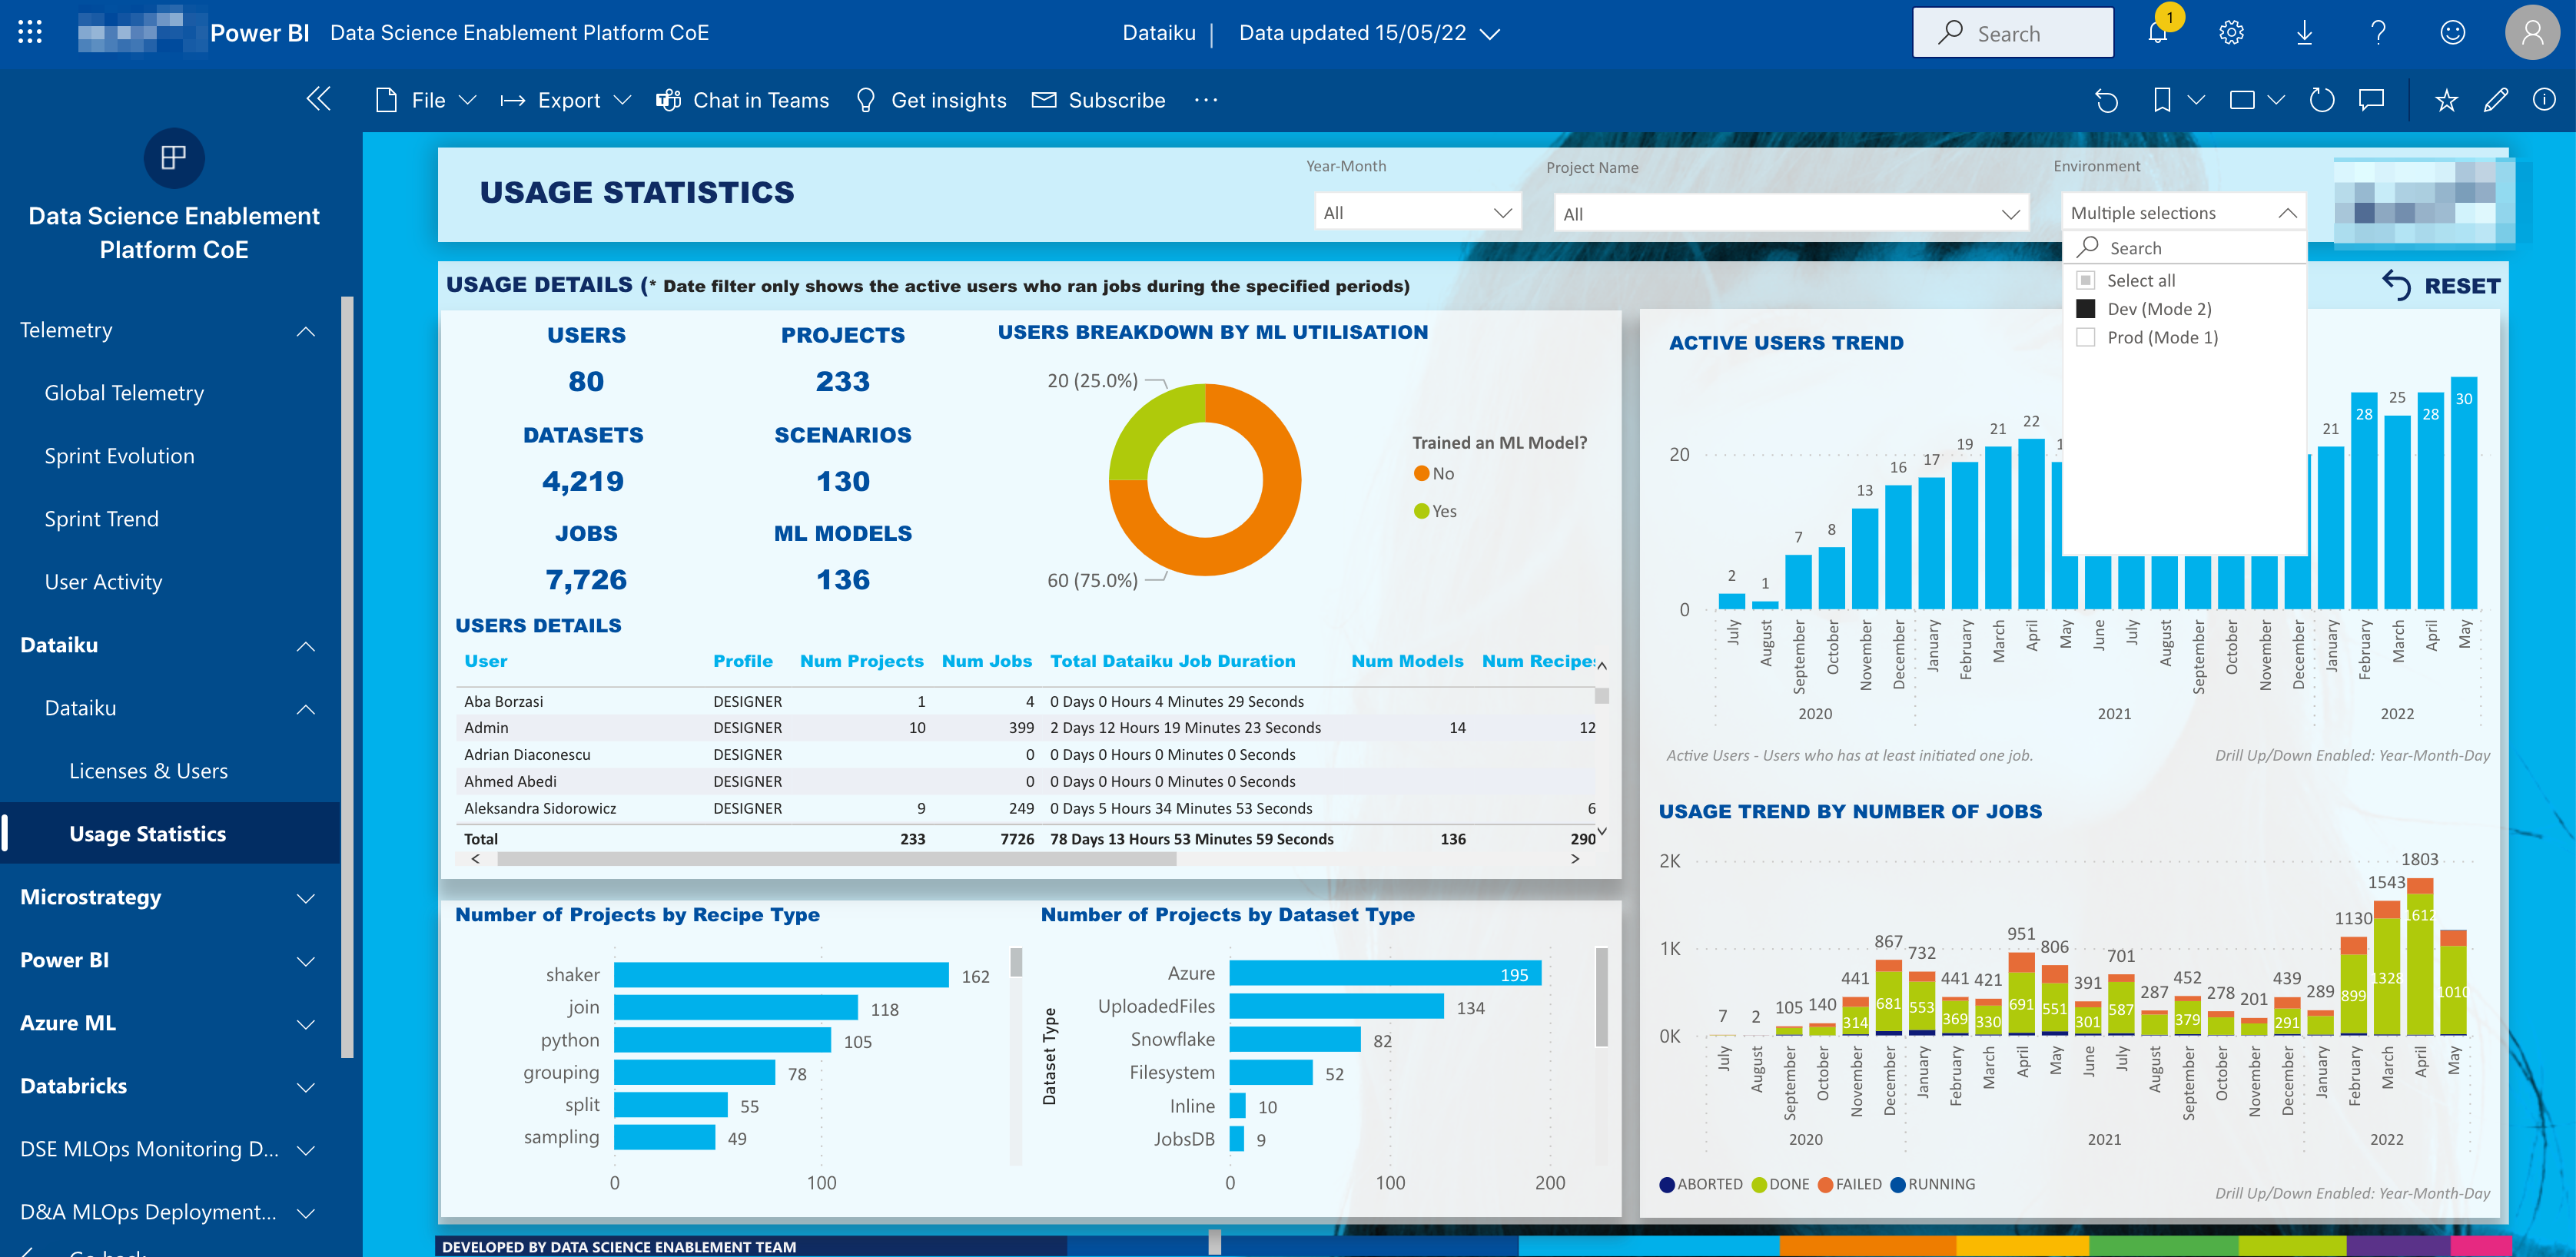 Power BI Data Science Enablement Platform CoE
Dataiku | Data updated 15/05/22
Search
1
File Export Chat in Teams Get insights Subscribe ...
Data Science Enablement
Platform CoE
Telemetry
Global Telemetry
Sprint Evolution
Sprint Trend
User Activity
Dataiku
Dataiku
Licenses & Users
Usage Statistics
Microstrategy
Power BI
Azure ML
Databricks
DSE MLOps Monitoring D...
D&A MLOps Deployment...
Go back
USAGE STATISTICS
Year-Month
All
Project Name
All
Environment
Multiple selections
Search
Select all
Dev (Mode 2)
Prod (Mode 1)
USAGE DETAILS (* Date filter only shows the active users who ran jobs during the specified periods)
RESET
USERS PROJECTS
80 233
DATASETS SCENARIOS
4,219 130
JOBS ML MODELS
7,726 136
USERS BREAKDOWN BY ML UTILISATION
20 (25.0%)
60 (75.0%)
Trained an ML Model?
No
Yes
USERS DETAILS
User Profile Num Projects Num Jobs Total Dataiku Job Duration Num Models Num Recipes
Aba Borzasi DESIGNER 1 4 0 Days 0 Hours 4 Minutes 29 Seconds
Admin DESIGNER 10 399 2 Days 12 Hours 19 Minutes 23 Seconds 14 12
Adrian Diaconescu DESIGNER 0 0 Days 0 Hours 0 Minutes 0 Seconds
Ahmed Abedi DESIGNER 0 0 Days 0 Hours 0 Minutes 0 Seconds
Aleksandra Sidorowicz DESIGNER 9 249 0 Days 5 Hours 34 Minutes 53 Seconds 6
Total 233 7726 78 Days 13 Hours 53 Minutes 59 Seconds 136 290
Number of Projects by Recipe Type
shaker 162
join 118
python 105
grouping 78
split 55
sampling 49
0 100
Number of Projects by Dataset Type
Dataset Type
Azure 195
UploadedFiles 134
Snowflake 82
Filesystem 52
Inline 10
JobsDB 9
0 100 200
ACTIVE USERS TREND
20
0
2 1 7 8 13 16 17 19 21 22 1 21 28 25 28 30
July August September October November December January February March April May June July August September October November December January February March April May
2020 2021 2022
Active Users - Users who has at least initiated one job.
Drill Up/Down Enabled: Year-Month-Day
USAGE TREND BY NUMBER OF JOBS
2K
1K
0K
7 2 105 140 441 867 732 441 421 951 806 391 701 287 452 278 201 439 289 1130 1543 1803
314 681 553 369 330 691 551 301 587 379 291 899 1328 1612 1010
July August September October November December January February March April May June July August September October November December January February March April May
2020 2021 2022
ABORTED DONE FAILED RUNNING
Drill Up/Down Enabled: Year-Month-Day
DEVELOPED BY DATA SCIENCE ENABLEMENT TEAM